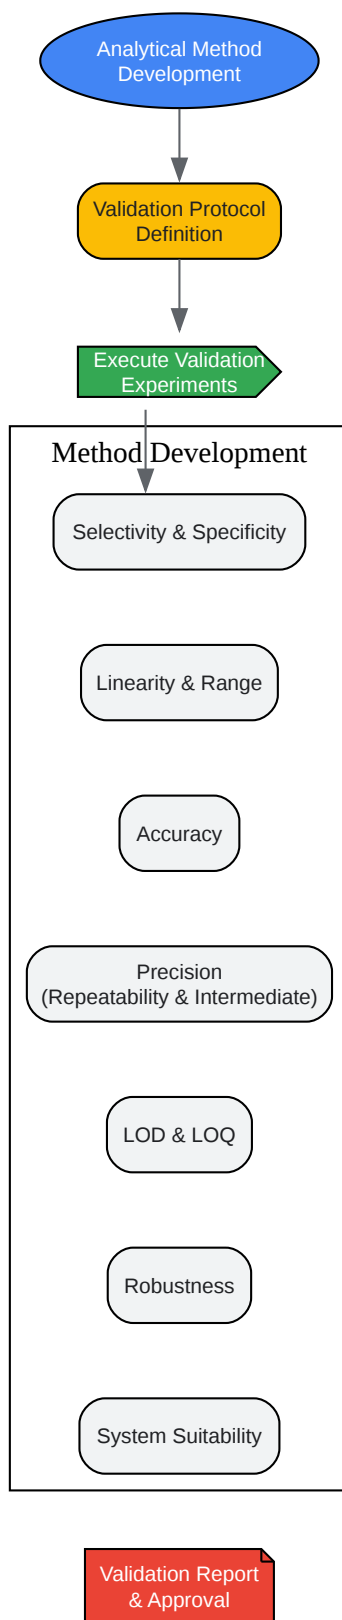 Analytical Method
Development
Validation Protocol
Definition
Execute Validation
Experiments
Method Development
Selectivity & Specificity
Linearity & Range
Accuracy
Precision
(Repeatability & Intermediate)
LOD & LOQ
Robustness
System Suitability
Validation Report
& Approval